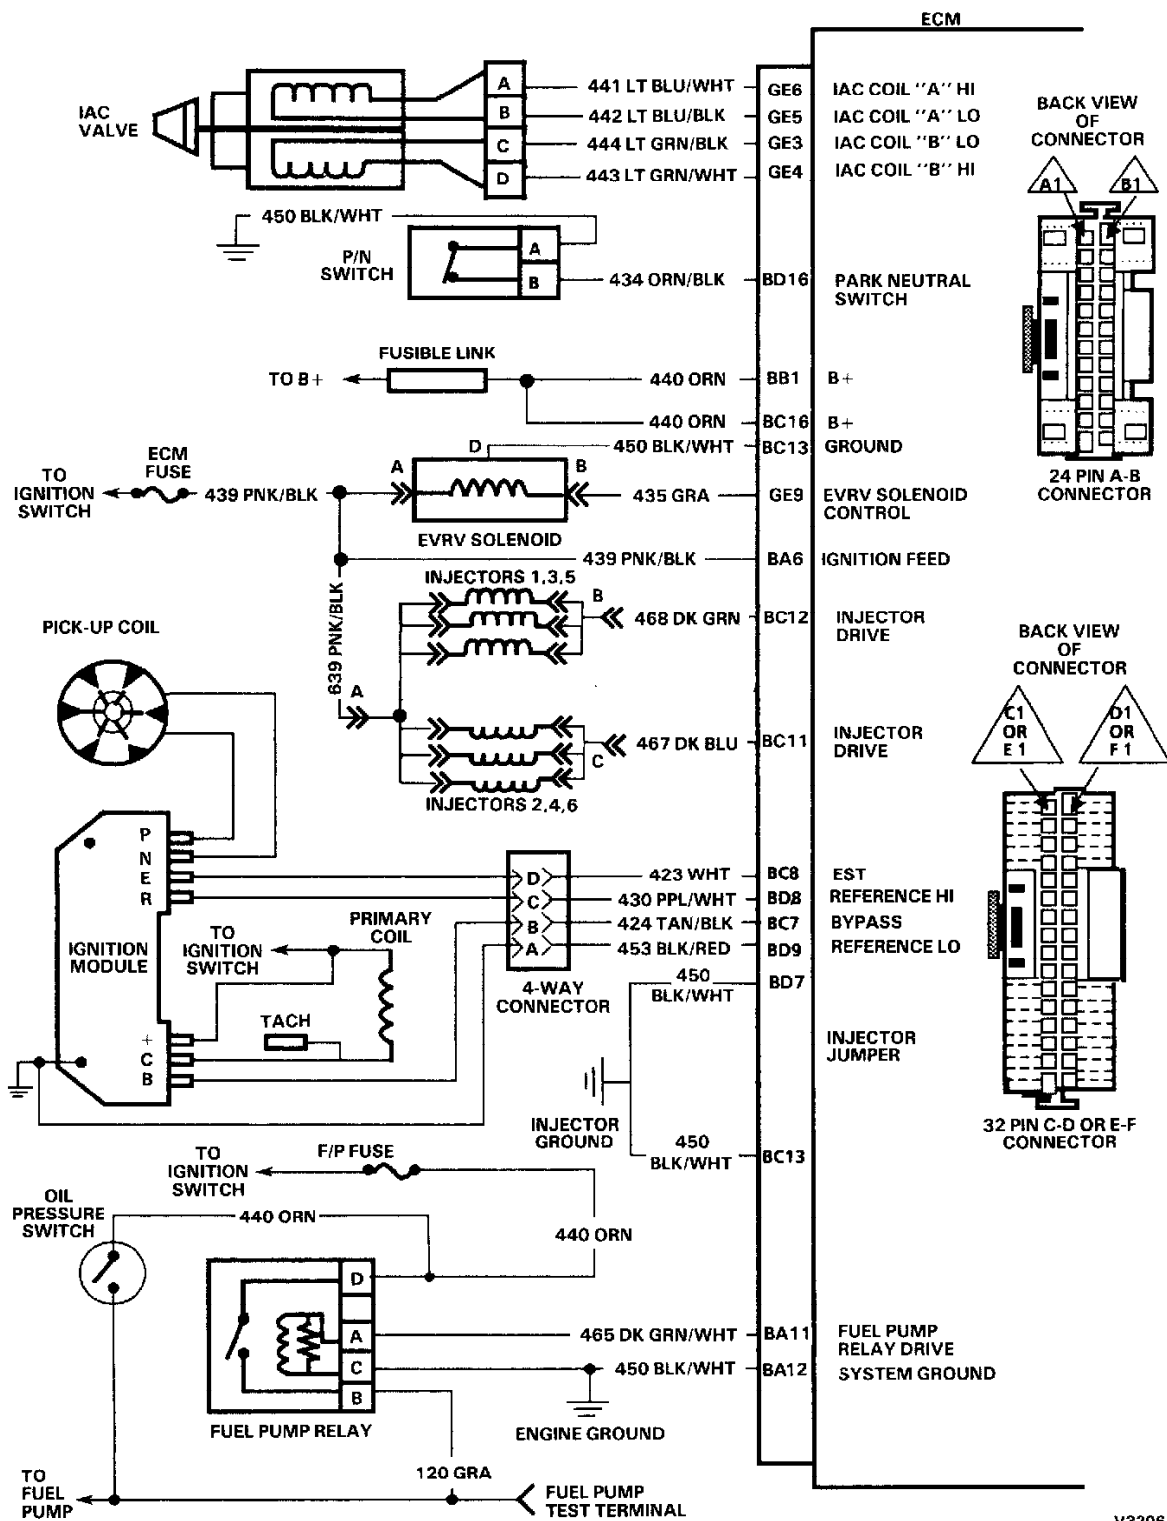 ECM
IAC VALVE
A
B
C
D
441 LT BLU/WHT
442 LT BLU/BLK
444 LT GRN/BLK
443 LT GRN/WHT
GE6
GE5
GE3
GE4
IAC COIL "A" HI
IAC COIL "A" LO
IAC COIL "B" LO
IAC COIL "B" HI
BACK VIEW
OF
CONNECTOR
A1
B1
24 PIN A-B
CONNECTOR
450 BLK/WHT
P/N
SWITCH
A
B
434 ORN/BLK
BD16
PARK NEUTRAL
SWITCH
FUSIBLE LINK
TO B+
440 ORN
BB1
B+
440 ORN
BC16
B+
D
450 BLK/WHT
BC13
GROUND
ECM
FUSE
TO
IGNITION
SWITCH
439 PNK/BLK
A
B
435 GRA
GE9
EVRV SOLENOID
CONTROL
EVRV SOLENOID
439 PNK/BLK
BA6
IGNITION FEED
639 PNK/BLK
INJECTORS 1,3,5
B
468 DK GRN
BC12
INJECTOR
DRIVE
A
467 DK BLU
BC11
INJECTOR
DRIVE
C
INJECTORS 2,4,6
BACK VIEW
OF
CONNECTOR
C1
OR
E1
D1
OR
F1
32 PIN C-D OR E-F
CONNECTOR
PICK-UP COIL
P
N
E
R
IGNITION
MODULE
+
C
B
TO
IGNITION
SWITCH
PRIMARY
COIL
TACH
D
C
B
A
4-WAY
CONNECTOR
423 WHT
430 PPL/WHT
424 TAN/BLK
453 BLK/RED
BC8
BD8
BC7
BD9
EST
REFERENCE HI
BYPASS
REFERENCE LO
450
BLK/WHT
BD7
INJECTOR
JUMPER
INJECTOR
GROUND
450
BLK/WHT
BC13
TO
IGNITION
SWITCH
F/P FUSE
OIL
PRESSURE
SWITCH
440 ORN
440 ORN
D
A
C
B
FUEL PUMP RELAY
465 DK GRN/WHT
BA11
FUEL PUMP
RELAY DRIVE
450 BLK/WHT
BA12
SYSTEM GROUND
ENGINE GROUND
120 GRA
TO
FUEL
PUMP
FUEL PUMP
TEST TERMINAL